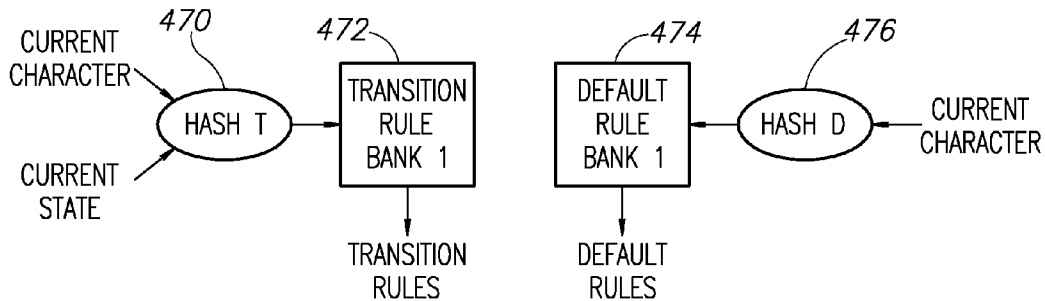 470
472
474
476
CURRENT
CHARACTER
HASH T
CURRENT
STATE
TRANSITION
RULE
BANK 1
TRANSITION
RULES
DEFAULT
RULE
BANK 1
DEFAULT
RULES
HASH D
CURRENT
CHARACTER